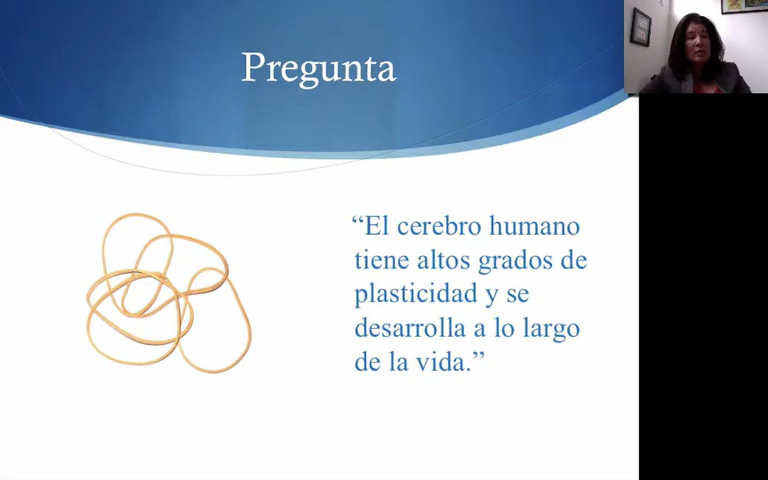 Pregunta
“El cerebro humano
tiene altos grados de
plasticidad y se
desarrolla a lo largo
de la vida.”